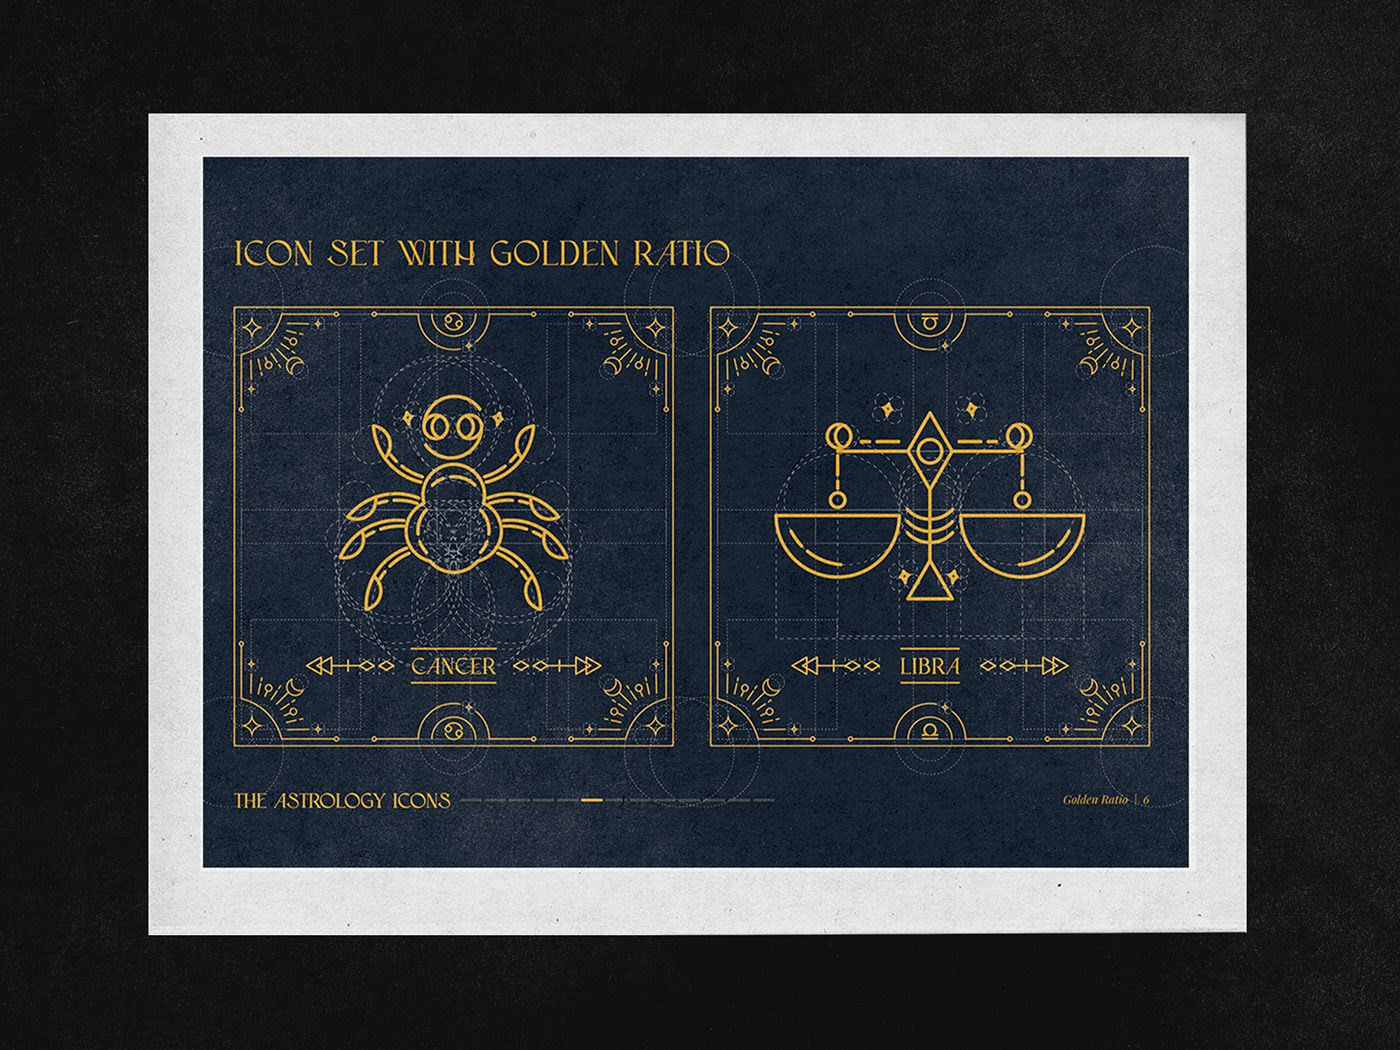 ICON SET WITH GOLDEN RATIO
♋
♎
CANCER
LIBRA
♋
♎
THE ASTROLOGY ICONS
Golden Ratio | 6